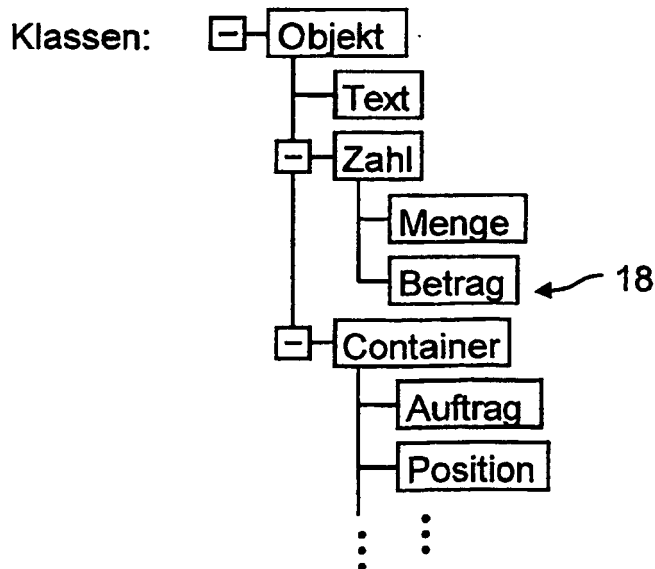 Klassen: Objekt
Text
Zahl
Menge
Betrag 18
Container
Auftrag
Position